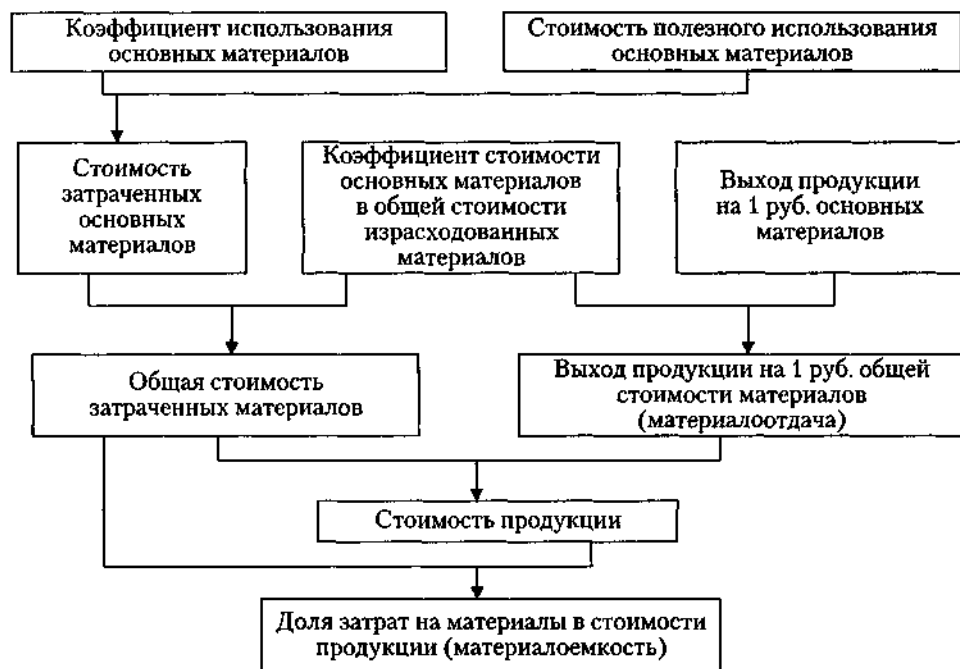 Коэффициент использования
основных материалов
Стоимость полезного использования
основных материалов
Стоимость
затраченных
основных
материалов
Коэффициент стоимости
основных материалов
в общей стоимости
израсходованных
материалов
Выход продукции
на 1 руб. основных
материалов
Общая стоимость
затраченных материалов
Выход продукции на 1 руб. общей
стоимости материалов
(материалоотдача)
Стоимость продукции
Доля затрат на материалы в стоимости
продукции (материалоемкость)